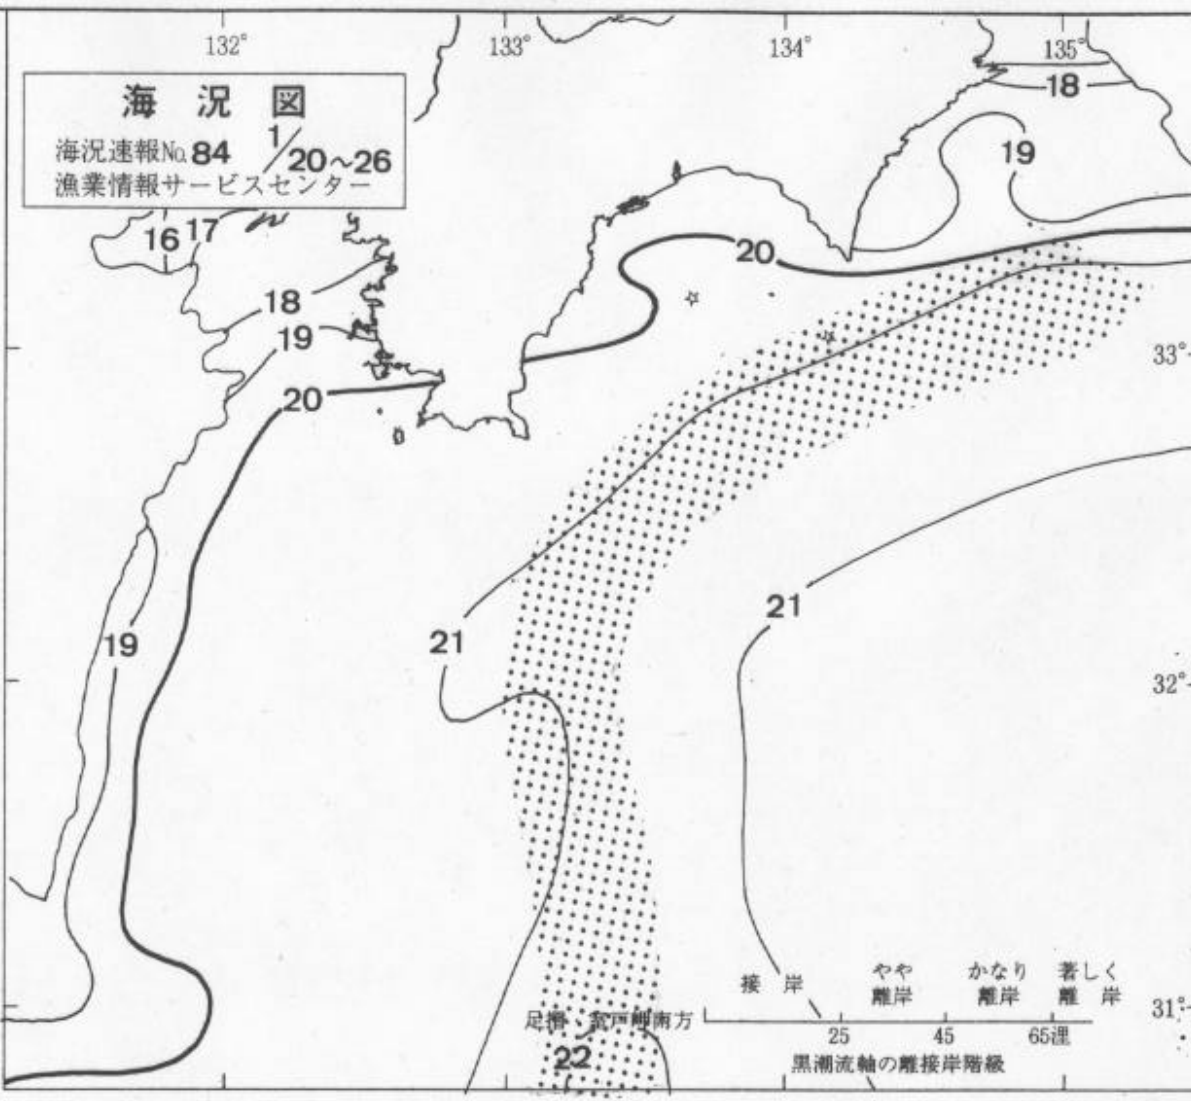 132° 133° 134° 135°
海況図
海況速報No.84 1/20~26
漁業情報サービスセンター
18
19
16 17
20
18
19
20
33°
21
21
19
32°
接岸 やや離岸 かなり離岸 著しく離岸
31°
足摺 室戸岬南方
25 45 65浬
22
黒潮流軸の離接岸階級